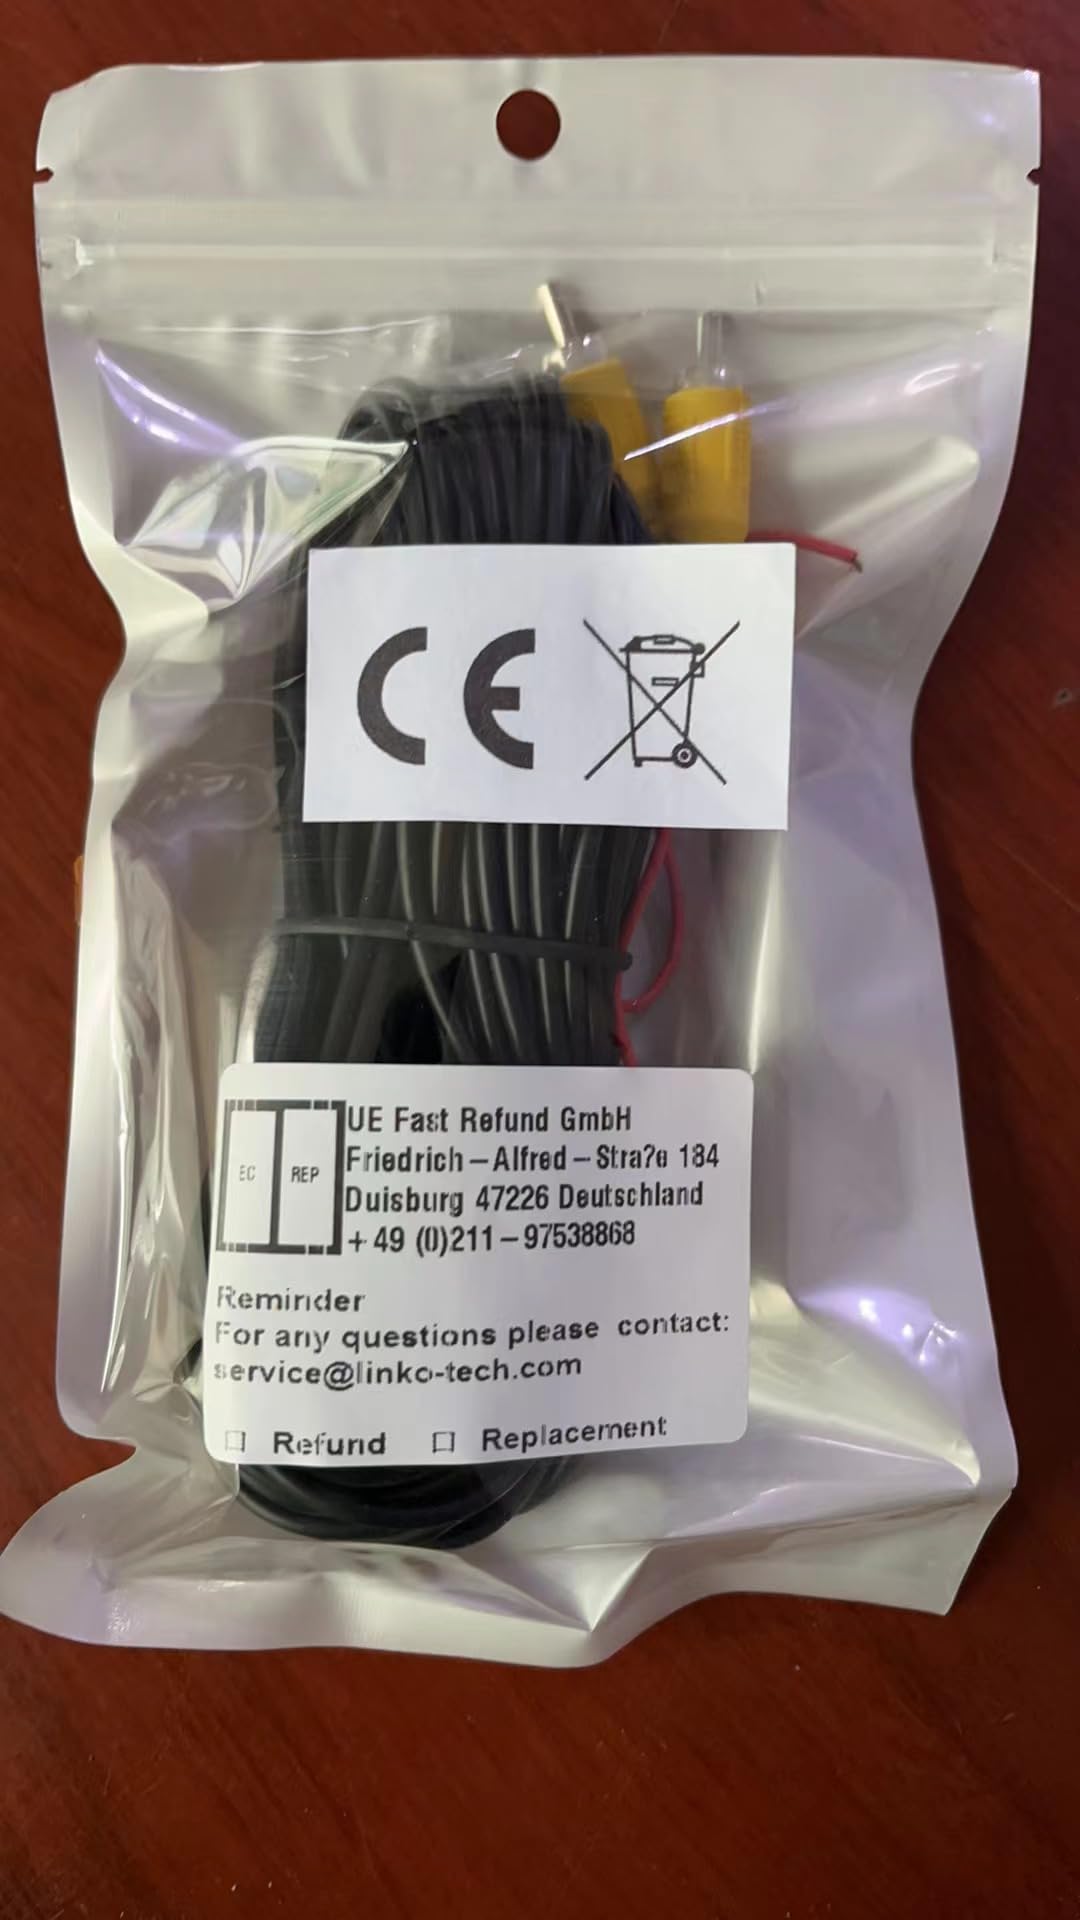 CE
EC REP
UE Fast Refund GmbH
Friedrich-Alfred-Stra?e 184
Duisburg 47226 Deutschland
+49 (0)211-97538868
Reminder
For any questions please contact:
service@linko-tech.com
Refund Replacement